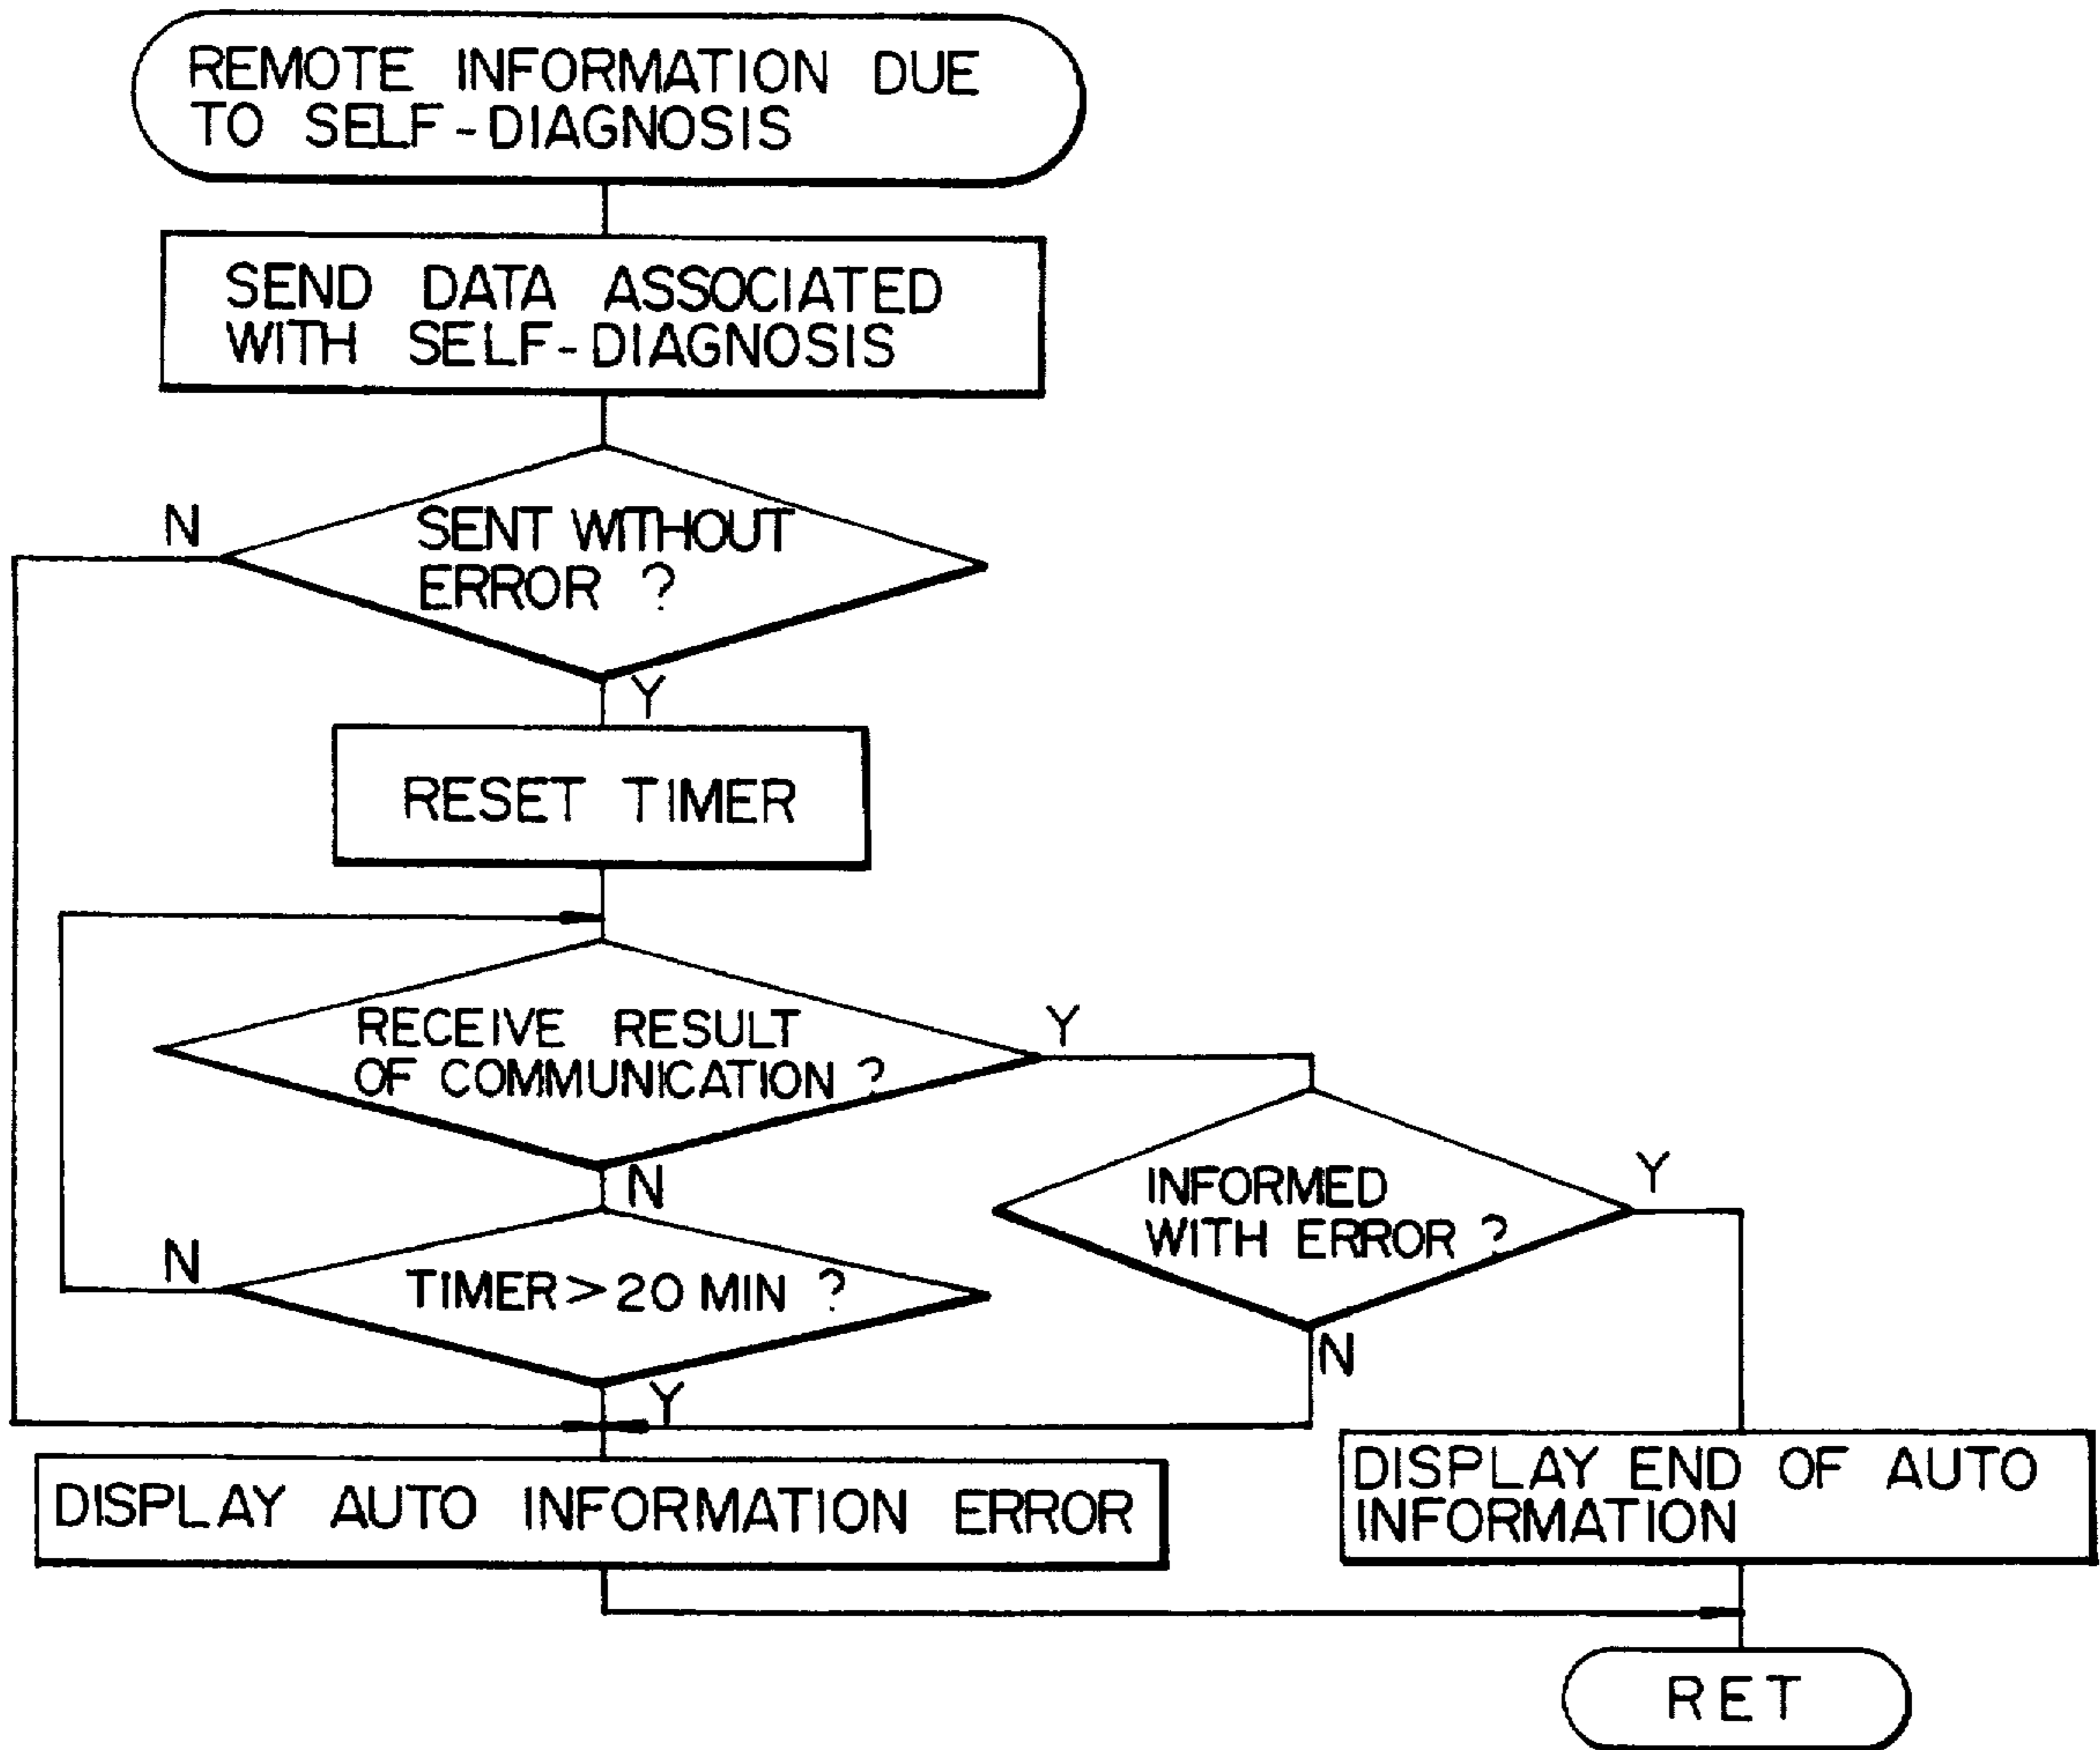 REMOTE INFORMATION DUE
TO SELF-DIAGNOSIS
SEND DATA ASSOCIATED
WITH SELF-DIAGNOSIS
N
SENT WITHOUT
ERROR ?
Y
RESET TIMER
RECEIVE RESULT
OF COMMUNICATION ?
Y
N
INFORMED
WITH ERROR ?
Y
N
N
TIMER > 20 MIN ?
Y
DISPLAY AUTO INFORMATION ERROR
DISPLAY END OF AUTO
INFORMATION
RET